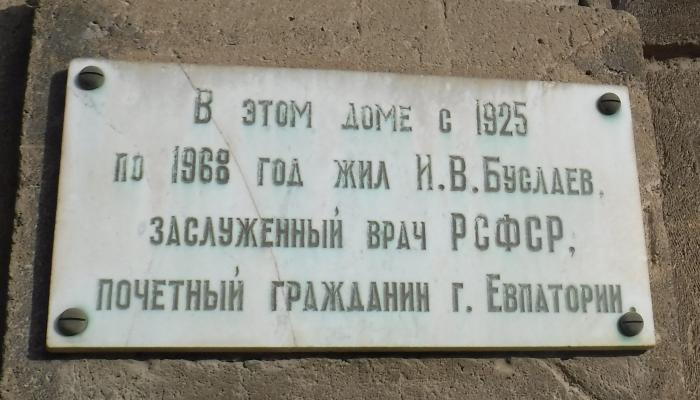 В этом доме с 1925
по 1968 год жил И.В.Буслаев,
заслуженный врач РСФСР,
почетный гражданин г. Евпатории.